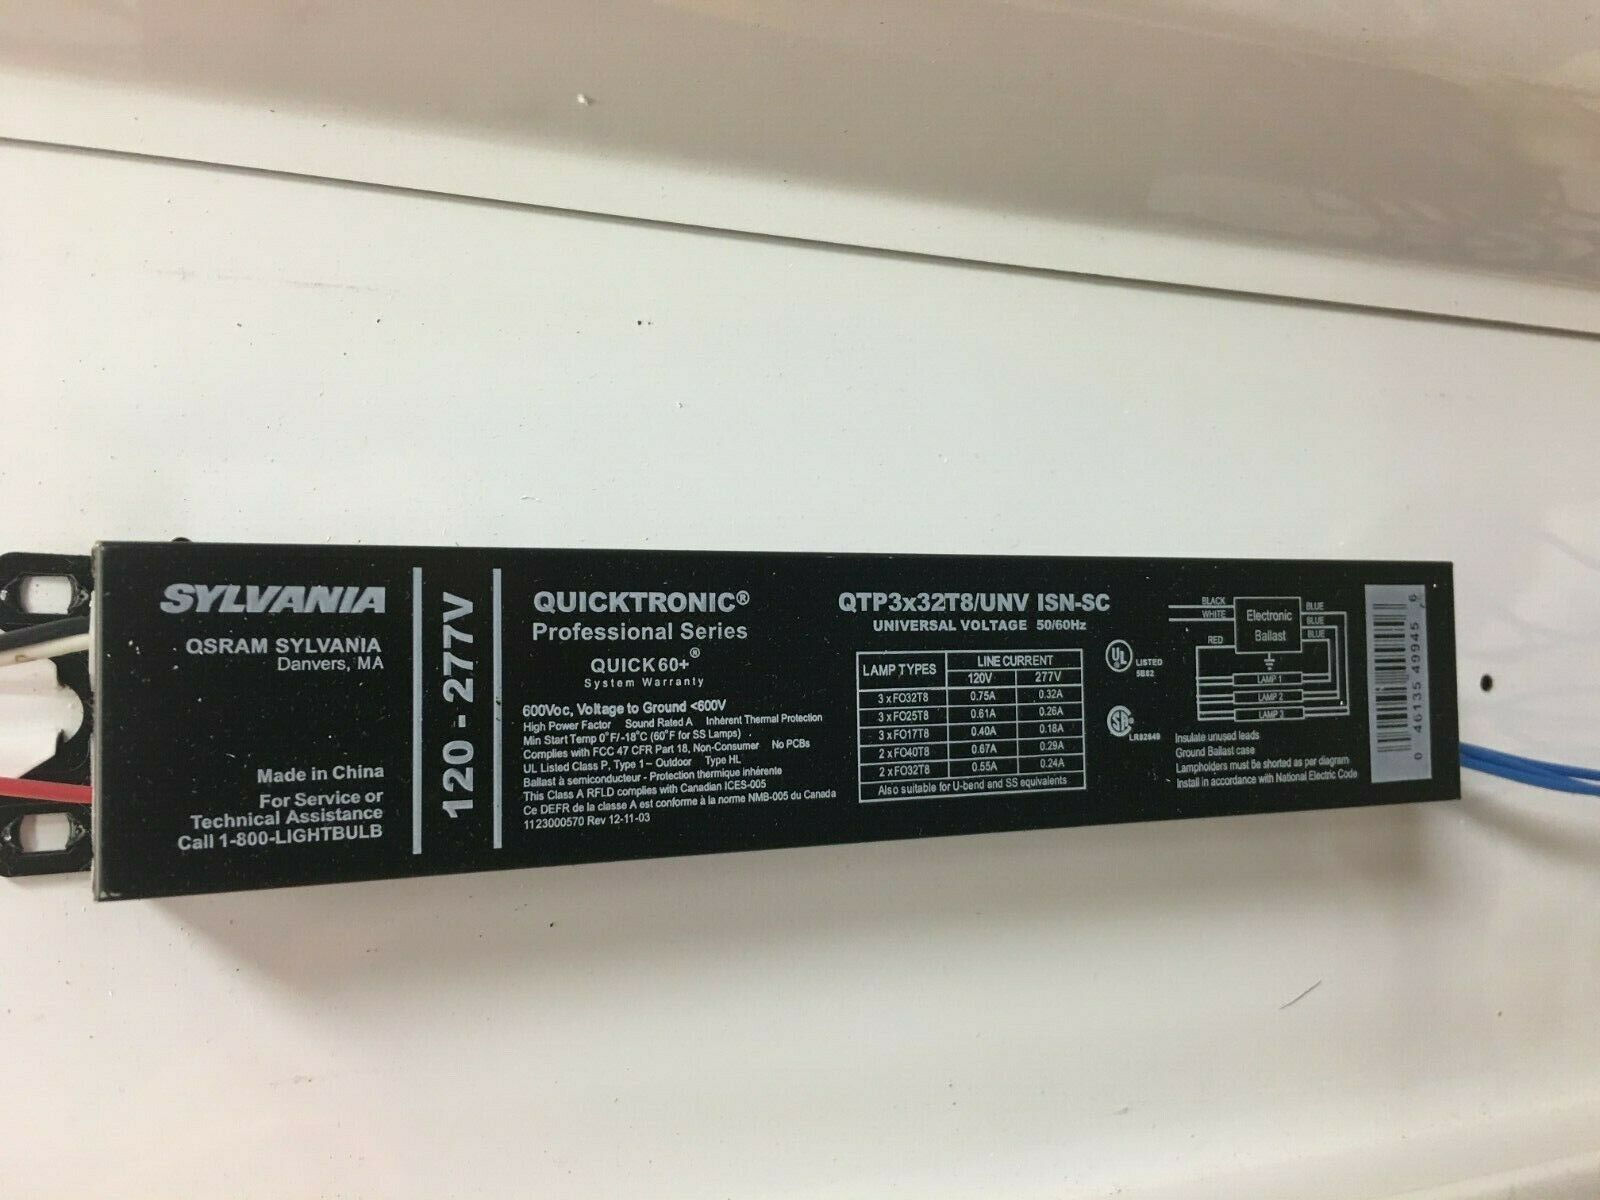 SYLVANIA
OSRAM SYLVANIA
Danvers, MA
Made in China
For Service or
Technical Assistance
Call 1-800-LIGHTBULB
120 - 277V
QUICKTRONIC®
Professional Series
QUICK 60+®
System Warranty
600Voc, Voltage to Ground <600V
High Power Factor Sound Rated A Inherent Thermal Protection
Min Start Temp 0°F/-18°C (60°F for SS Lamps)
Complies with FCC 47 CFR Part 18, Non-Consumer No PCBs
UL Listed Class P, Type 1 - Outdoor Type HL
Ballast à semiconducteur - Protection thermique inhérente
This Class A RFLD complies with Canadian ICES-005
Ce DEFR de la classe A est conforme à la norme NMB-005 du Canada
1123000570 Rev 12-11-03
QTP3x32T8/UNV ISN-SC
UNIVERSAL VOLTAGE 50/60Hz
LAMP TYPES LINE CURRENT
120V 277V
3 x FO32T8 0.75A 0.32A
3 x FO25T8 0.61A 0.26A
3 x FO17T8 0.40A 0.18A
2 x FO40T8 0.67A 0.29A
2 x FO32T8 0.55A 0.24A
Also suitable for U-bend and SS equivalents
UL LISTED
5B82
SA
LR82949
BLACK
WHITE
RED
Electronic
Ballast
BLUE
BLUE
BLUE
LAMP 1
LAMP 2
LAMP 3
Insulate unused leads
Ground Ballast case
Lampholders must be shorted as per diagram
Install in accordance with National Electric Code
0 46135 49945 6